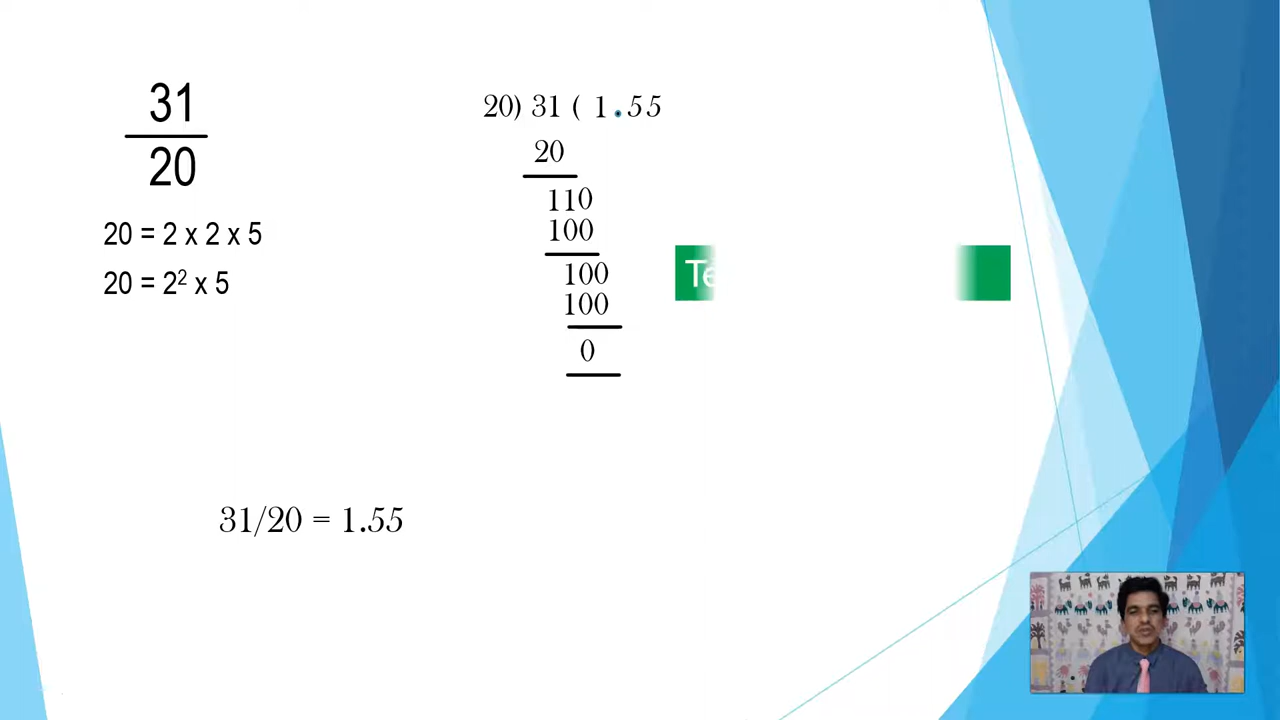 31
20
20 = 2 x 2 x 5
20 = 2² x 5
20) 31 ( 1.55
20
110
100
100
100
0
31/20 = 1.55